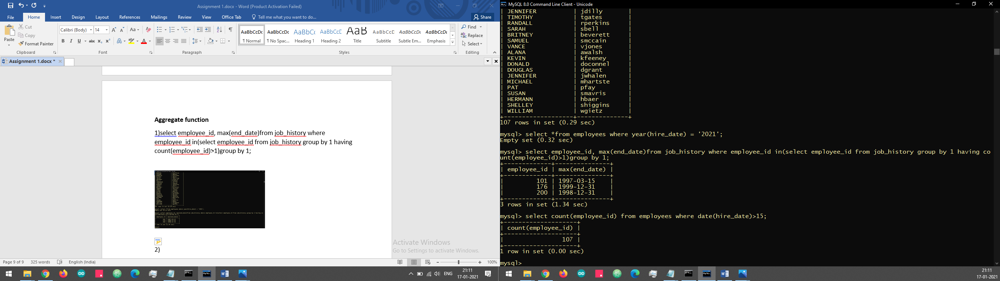 Assignment 1.docx - Word (Product Activation Failed)
File Home Insert Design Layout References Mailings Review View Office Tab Tell me what you want to do... Share
Paste
Cut
Copy
Format Painter
Calibri (Body) 14
¶ Normal
¶ No Spac...
Heading 1
Heading 2
Title
Subtitle
Subtle Em...
Emphasis
Find
Replace
Select
Clipboard Font Paragraph Styles Editing
Assignment 1.docx *
Aggregate function
1)select employee_id, max(end_date)from job_history where
employee_id in(select employee_id from job_history group by 1 having
count(employee_id)>1)group by 1;
2)
Activate Windows
Go to Settings to activate Windows.
Page 9 of 9 325 words English (India) 100%
ENG
21:11
17-01-2021
MySQL 8.0 Command Line Client - Unicode
| JENNIFER | jdilly |
| TIMOTHY | tgates |
| RANDALL | rperkins |
| SARAH | sbell |
| BRITNEY | beverett |
| SAMUEL | smccain |
| VANCE | vjones |
| ALANA | awalsh |
| KEVIN | kfeeney |
| DONALD | doconnel |
| DOUGLAS | dgrant |
| JENNIFER | jwhalen |
| MICHAEL | mhartste |
| PAT | pfay |
| SUSAN | smavris |
| HERMANN | hbaer |
| SHELLEY | shiggins |
| WILLIAM | wgietz |
+-------------------+--------------+
107 rows in set (0.29 sec)
mysql> select *from employees where year(hire_date) = '2021';
Empty set (0.32 sec)
mysql> select employee_id, max(end_date)from job_history where employee_id in(select employee_id from job_history group by 1 having co
unt(employee_id)>1)group by 1;
+-------------+---------------+
| employee_id | max(end_date) |
+-------------+---------------+
| 101 | 1997-03-15 |
| 176 | 1999-12-31 |
| 200 | 1998-12-31 |
+-------------+---------------+
3 rows in set (1.34 sec)
mysql> select count(employee_id) from employees where date(hire_date)>15;
+--------------------+
| count(employee_id) |
+--------------------+
| 107 |
+--------------------+
1 row in set (0.00 sec)
mysql>
21:11
17-01-2021